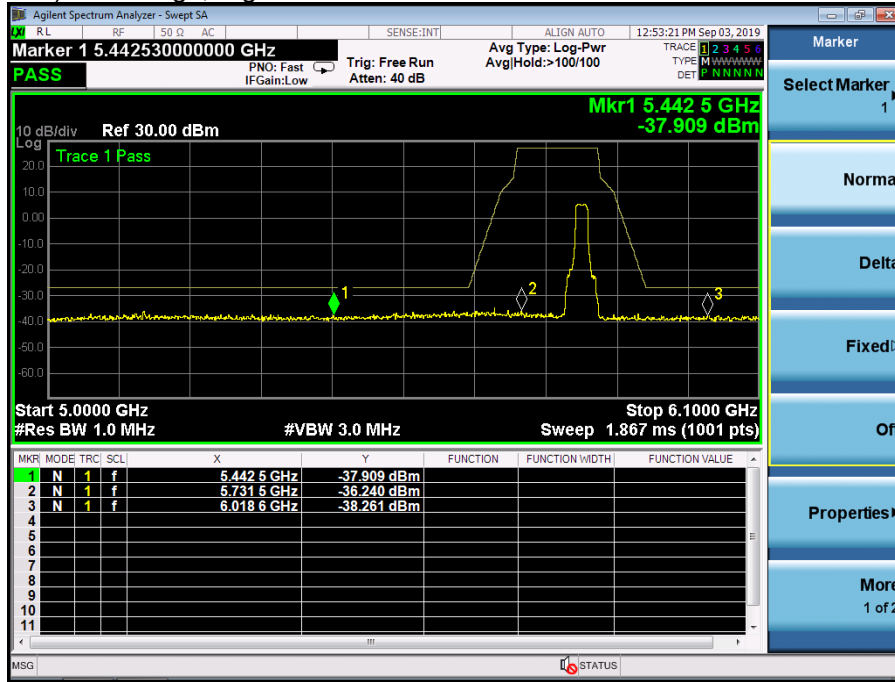 Agilent Spectrum Analyzer - Swept SA
LXI RL RF 50 Ω AC SENSE:INT ALIGN AUTO 12:53:21 PM Sep 03, 2019
Marker 1 5.442530000000 GHz
PASS
PNO: Fast
IFGain:Low
Trig: Free Run
Atten: 40 dB
Avg Type: Log-Pwr
Avg|Hold:>100/100
TRACE 1 2 3 4 5 6
TYPE M WWWWW
DET P N N N N N
Mkr1 5.442 5 GHz
-37.909 dBm
10 dB/div Ref 30.00 dBm
Log
Trace 1 Pass
20.0
10.0
0.00
-10.0
-20.0
-30.0
-40.0
-50.0
-60.0
1
2
3
Start 5.0000 GHz Stop 6.1000 GHz
#Res BW 1.0 MHz #VBW 3.0 MHz Sweep 1.867 ms (1001 pts)
MKR MODE TRC SCL X Y FUNCTION FUNCTION WIDTH FUNCTION VALUE
1 N 1 f 5.442 5 GHz -37.909 dBm
2 N 1 f 5.731 5 GHz -36.240 dBm
3 N 1 f 6.018 6 GHz -38.261 dBm
4
5
6
7
8
9
10
11
MSG STATUS
Marker
Select Marker
1
Norma
Delta
Fixed
Of
Properties
More
1 of 2